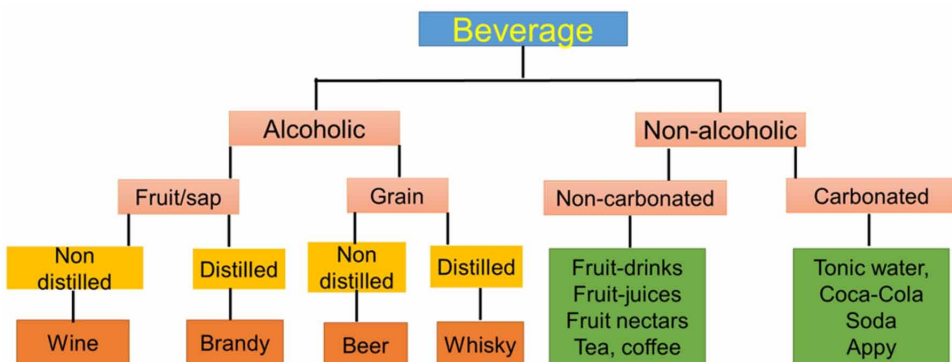 Beverage
Alcoholic
Non-alcoholic
Fruit/sap
Grain
Non-carbonated
Carbonated
Non
distilled
Distilled
Non
distilled
Distilled
Fruit-drinks
Fruit-juices
Fruit nectars
Tea, coffee
Tonic water,
Coca-Cola
Soda
Appy
Wine
Brandy
Beer
Whisky